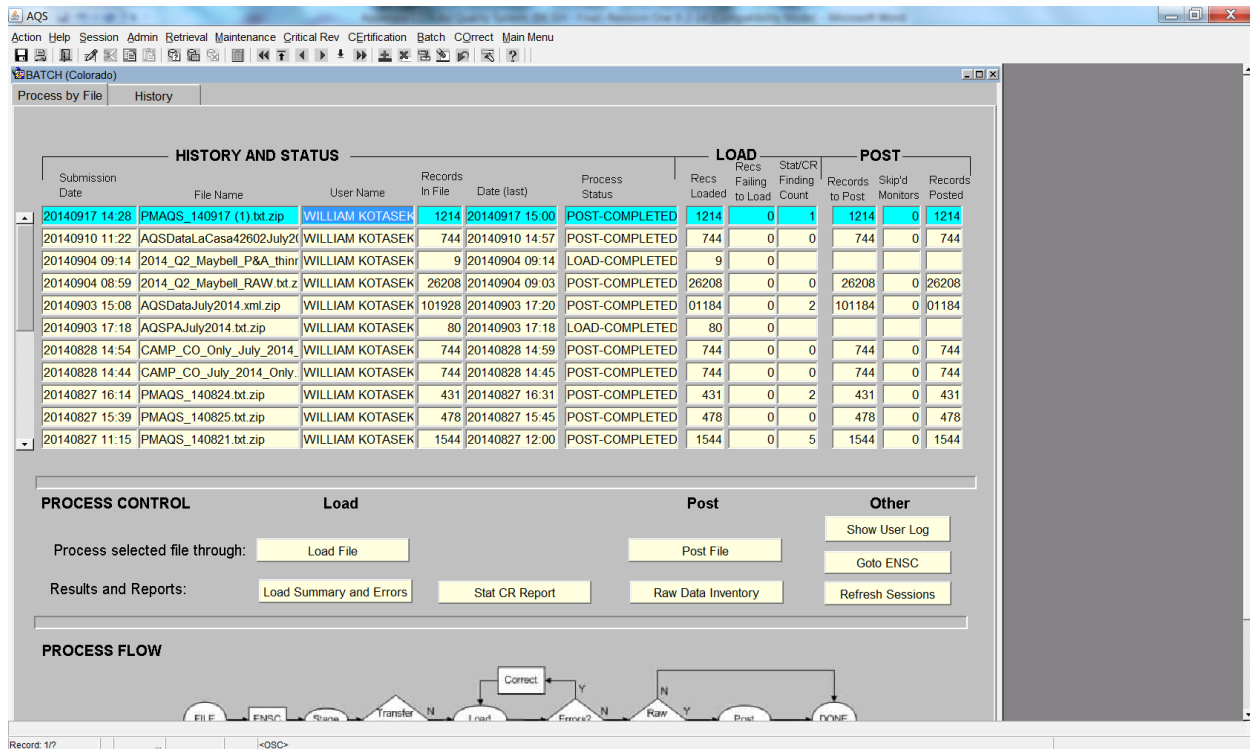 AQS
Action Help Session Admin Retrieval Maintenance Critical Rev CErtification Batch COrrect Main Menu
BATCH (Colorado)
Process by File History
HISTORY AND STATUS LOAD POST
Submission Date File Name User Name Records In File Date (last) Process Status Recs Loaded Recs Failing to Load Stat/CR Finding Count Records to Post Skip'd Monitors Records Posted
20140917 14:28 PMAQS_140917 (1).txt.zip WILLIAM KOTASEK 1214 20140917 15:00 POST-COMPLETED 1214 0 1 1214 0 1214
20140910 11:22 AQSDataLaCasa42602July2( WILLIAM KOTASEK 744 20140910 14:57 POST-COMPLETED 744 0 0 744 0 744
20140904 09:14 2014_Q2_Maybell_P&A_thinr WILLIAM KOTASEK 9 20140904 09:14 LOAD-COMPLETED 9 0
20140904 08:59 2014_Q2_Maybell_RAW.txt.z WILLIAM KOTASEK 26208 20140904 09:03 POST-COMPLETED 26208 0 0 26208 0 26208
20140903 15:08 AQSDataJuly2014.xml.zip WILLIAM KOTASEK 101928 20140903 17:20 POST-COMPLETED 01184 0 2 101184 0 01184
20140903 17:18 AQSPAJuly2014.txt.zip WILLIAM KOTASEK 80 20140903 17:18 LOAD-COMPLETED 80 0
20140828 14:54 CAMP_CO_Only_July_2014_ WILLIAM KOTASEK 744 20140828 14:59 POST-COMPLETED 744 0 0 744 0 744
20140828 14:44 CAMP_CO_July_2014_Only. WILLIAM KOTASEK 744 20140828 14:45 POST-COMPLETED 744 0 0 744 0 744
20140827 16:14 PMAQS_140824.txt.zip WILLIAM KOTASEK 431 20140827 16:31 POST-COMPLETED 431 0 2 431 0 431
20140827 15:39 PMAQS_140825.txt.zip WILLIAM KOTASEK 478 20140827 15:45 POST-COMPLETED 478 0 0 478 0 478
20140827 11:15 PMAQS_140821.txt.zip WILLIAM KOTASEK 1544 20140827 12:00 POST-COMPLETED 1544 0 5 1544 0 1544
PROCESS CONTROL Load Post Other
Show User Log
Process selected file through: Load File Post File
Goto ENSC
Results and Reports: Load Summary and Errors Stat CR Report Raw Data Inventory Refresh Sessions
PROCESS FLOW
Correct
Y N
FILE ENSC Stage Transfer N Load Errors? N Raw Y Post DONE
Record: 1/? ... <OSC>